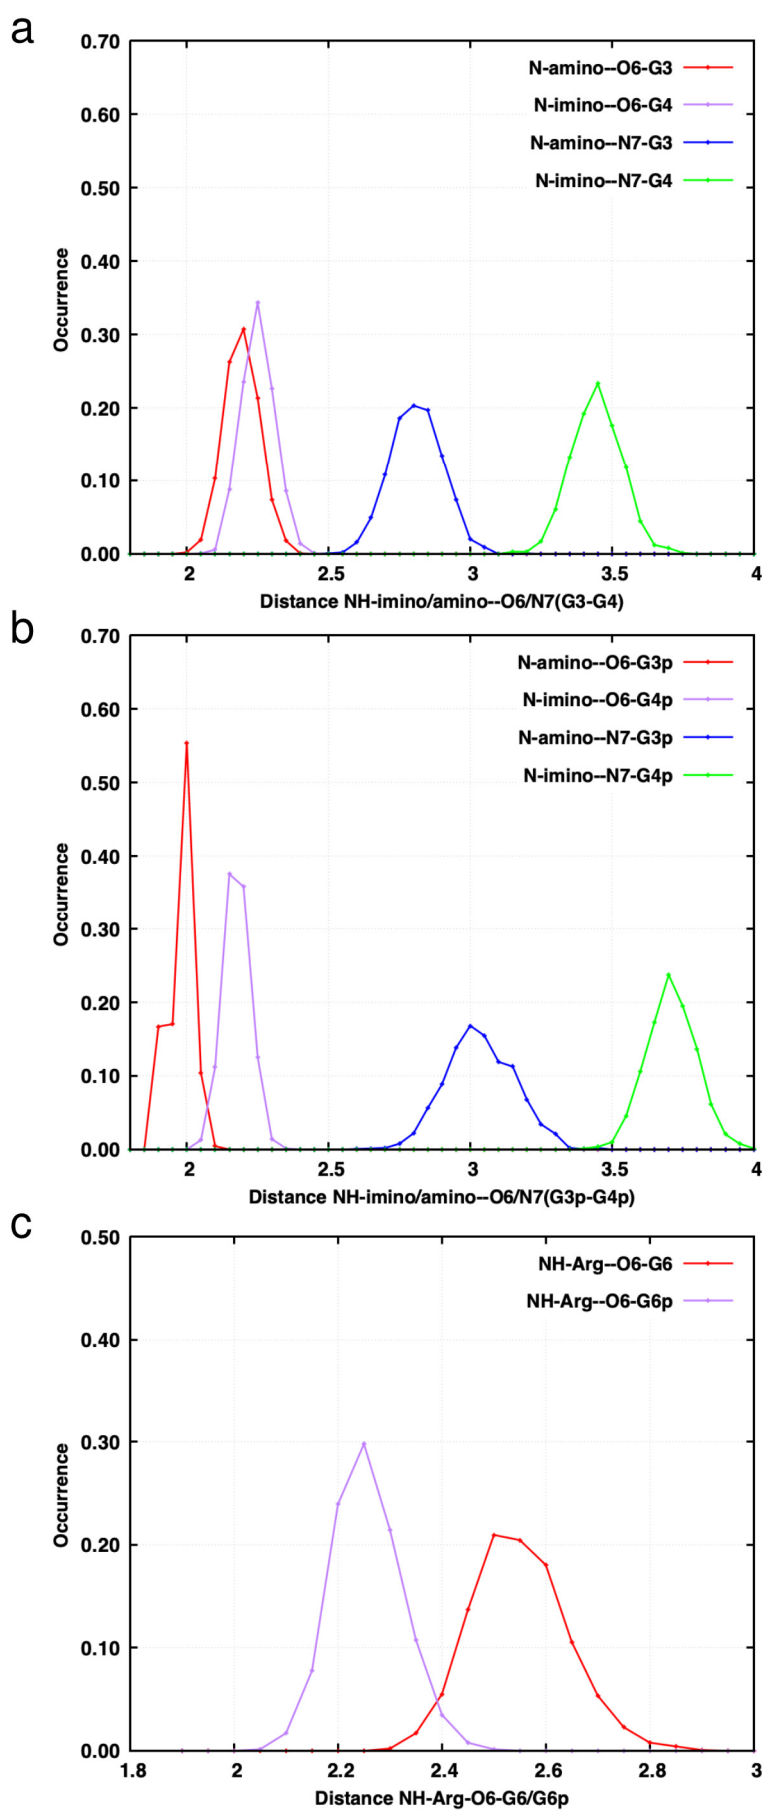 a
0.70
N-amino--O6-G3
0.60
N-imino--O6-G4
N-amino--N7-G3
0.50
N-imino--N7-G4
0.40
Occurrence
0.30
0.20
0.10
0.00
2 2.5 3 3.5 4
Distance NH-imino/amino--O6/N7(G3-G4)
b
0.70
N-amino--O6-G3p
0.60
N-imino--O6-G4p
N-amino--N7-G3p
0.50
N-imino--N7-G4p
0.40
Occurrence
0.30
0.20
0.10
0.00
2 2.5 3 3.5 4
Distance NH-imino/amino--O6/N7(G3p-G4p)
c
0.50
NH-Arg--O6-G6
NH-Arg--O6-G6p
0.40
0.30
Occurrence
0.20
0.10
0.00
1.8 2 2.2 2.4 2.6 2.8 3
Distance NH-Arg-O6-G6/G6p